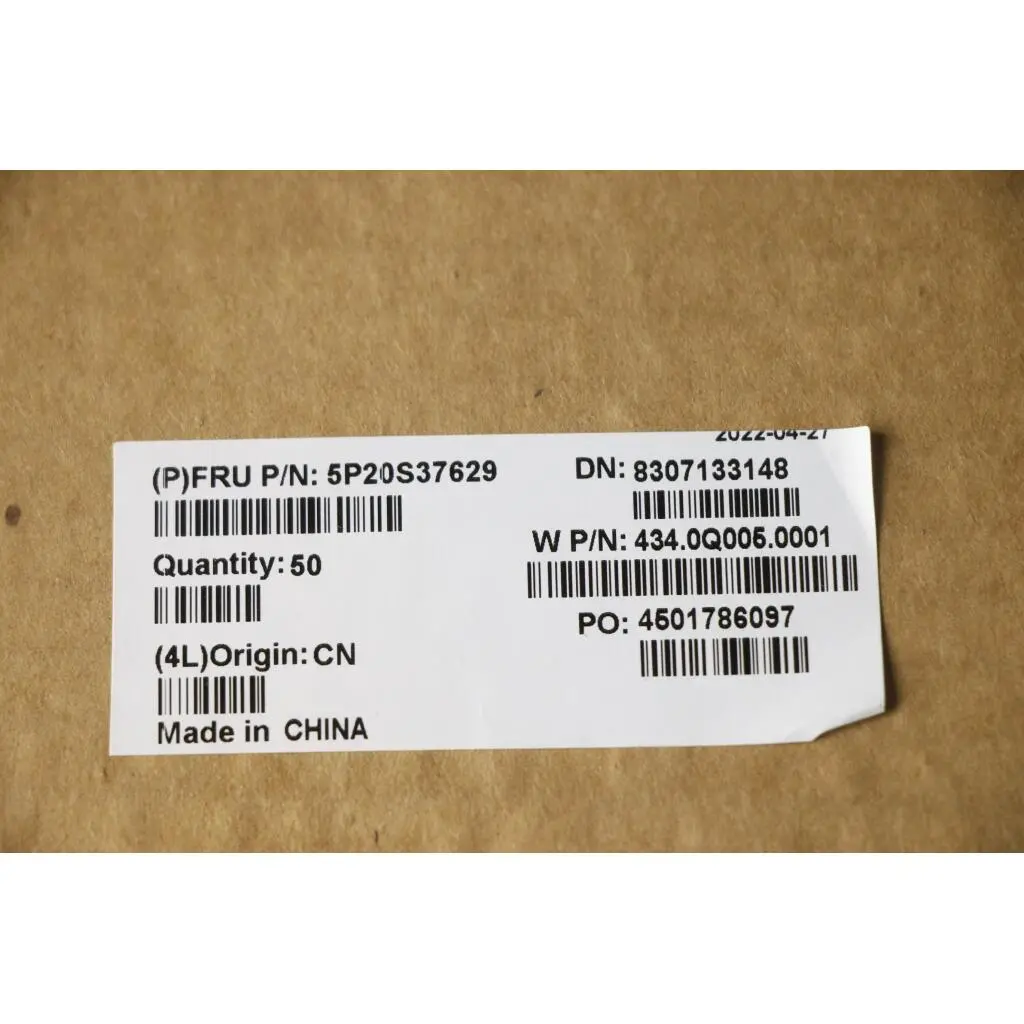 2022-04-27
(P)FRU P/N: 5P20S37629
DN: 8307133148
W P/N: 434.0Q005.0001
Quantity: 50
PO: 4501786097
(4L)Origin: CN
Made in CHINA